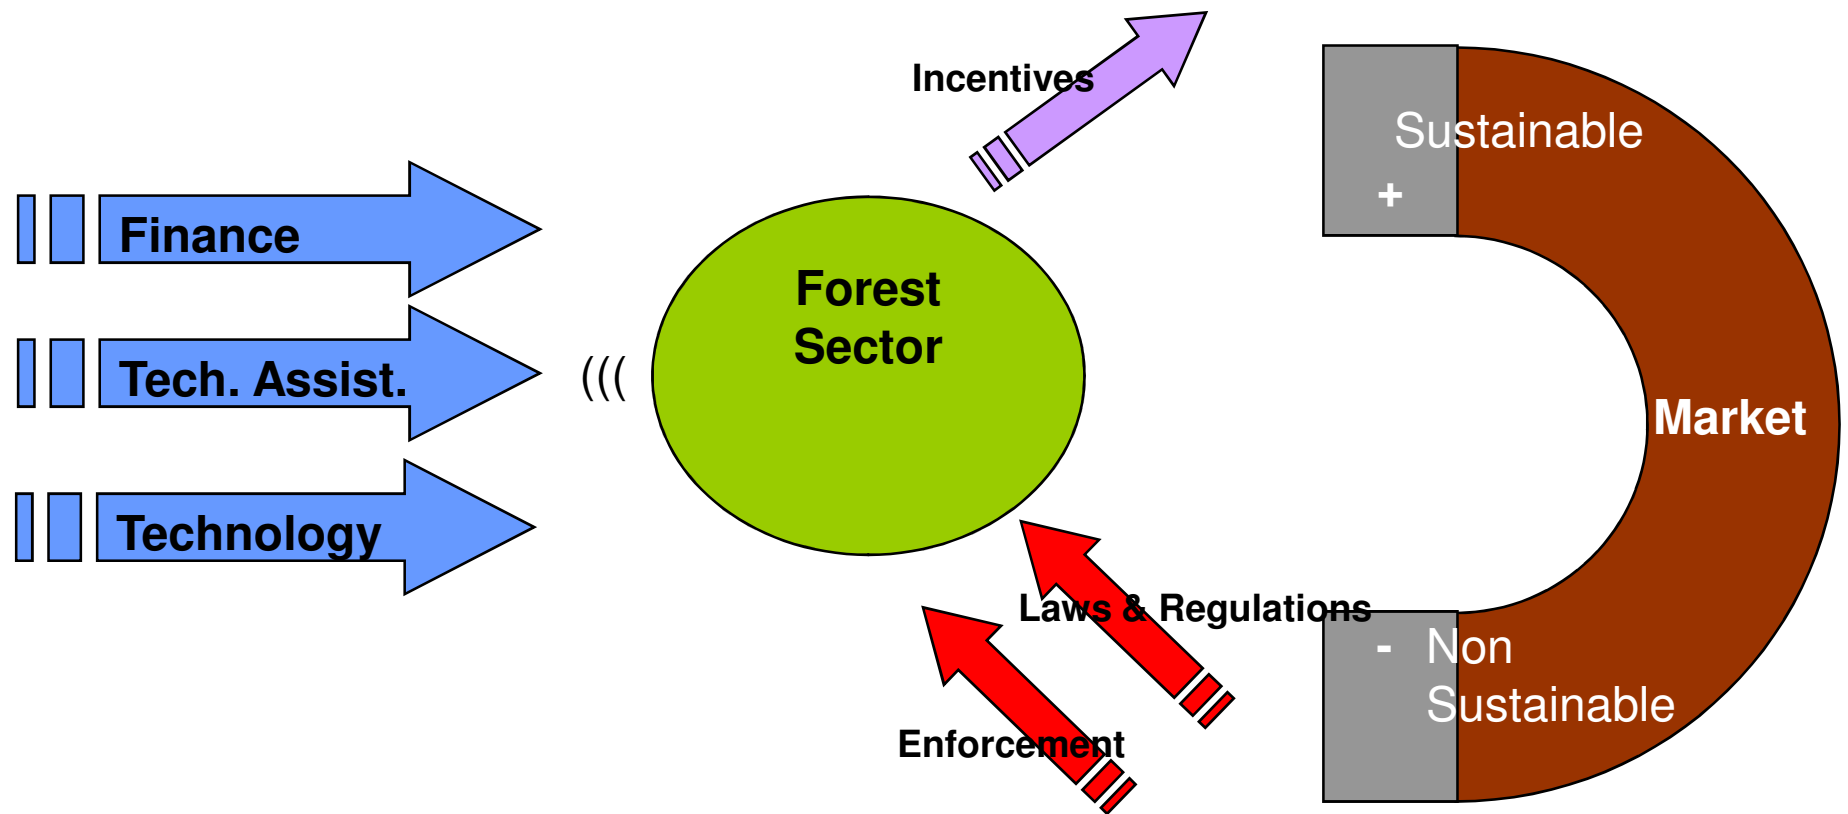 Incentives
Sustainable
+
Finance
Forest
Sector
Tech. Assist.
(((
Market
Technology
Laws & Regulations
- Non
Sustainable
Enforcement